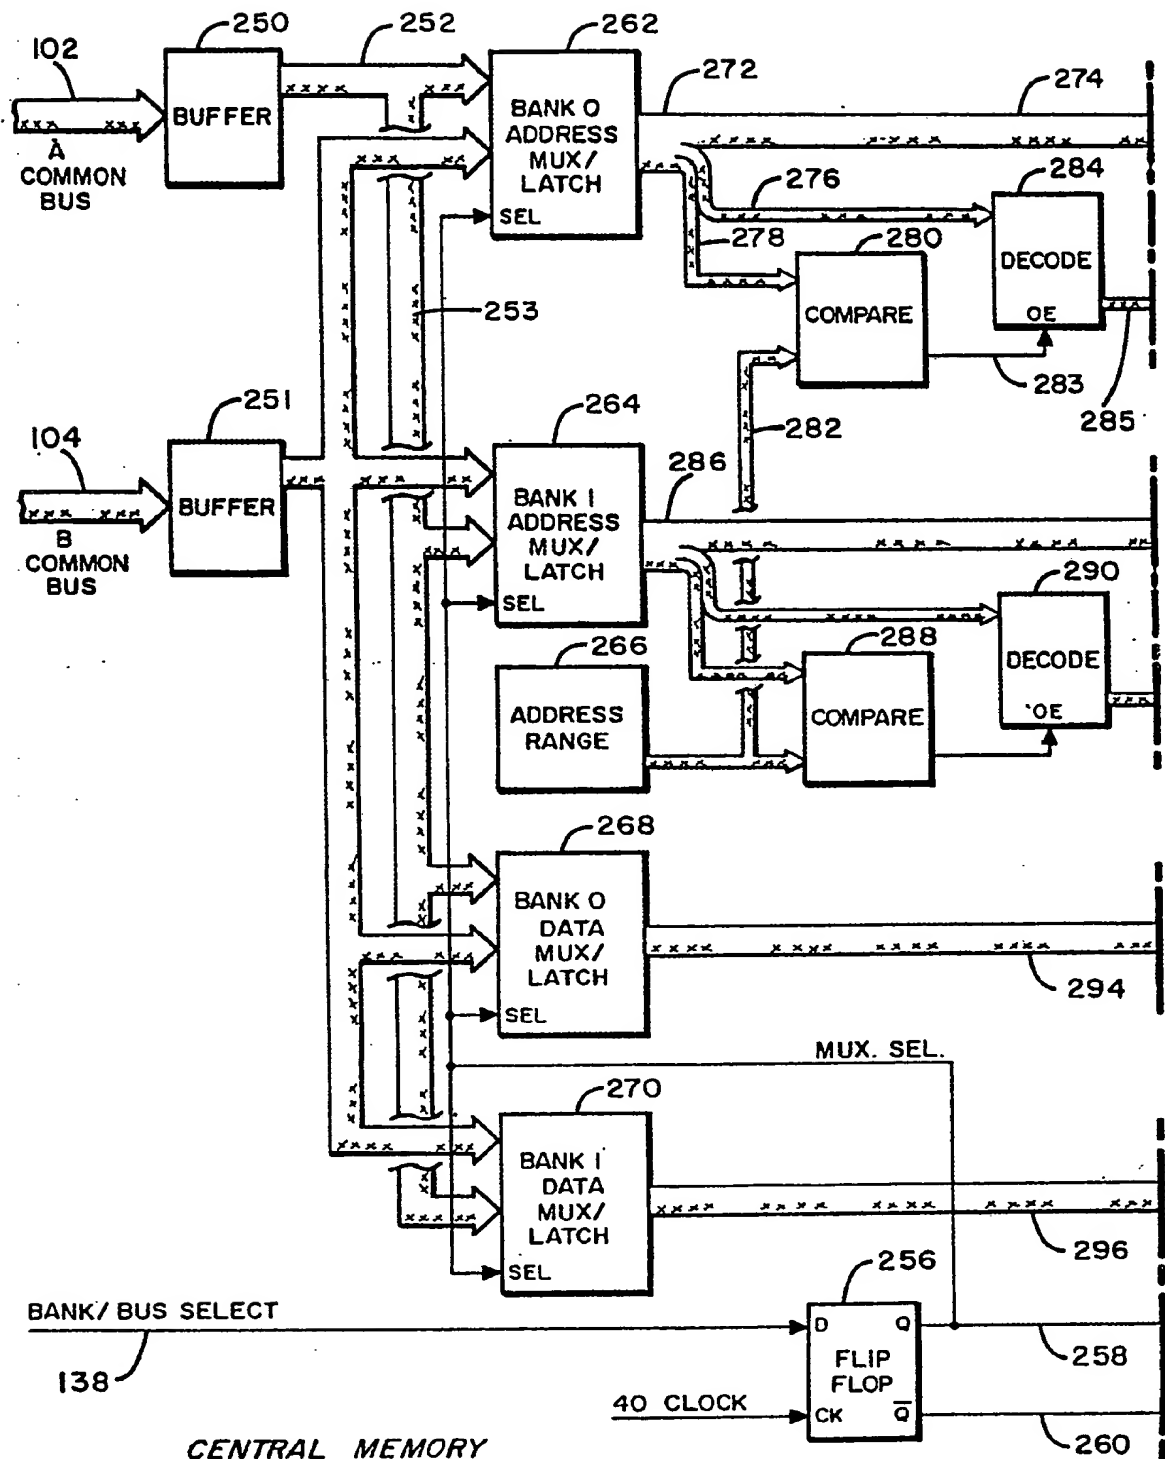 250
252
262
102
272
274
BUFFER
BANK 0
ADDRESS
MUX/
LATCH
SEL
A
COMMON
BUS
276
284
278
280
DECODE
OE
COMPARE
253
283
285
251
264
282
104
286
BUFFER
BANK 1
ADDRESS
MUX/
LATCH
SEL
B
COMMON
BUS
290
266
288
DECODE
OE
ADDRESS
RANGE
COMPARE
268
BANK 0
DATA
MUX/
LATCH
SEL
294
MUX. SEL.
270
BANK 1
DATA
MUX/
LATCH
SEL
296
256
BANK/BUS SELECT
D Q
FLIP
FLOP
258
138
40 CLOCK
CK Q̅
260
CENTRAL MEMORY